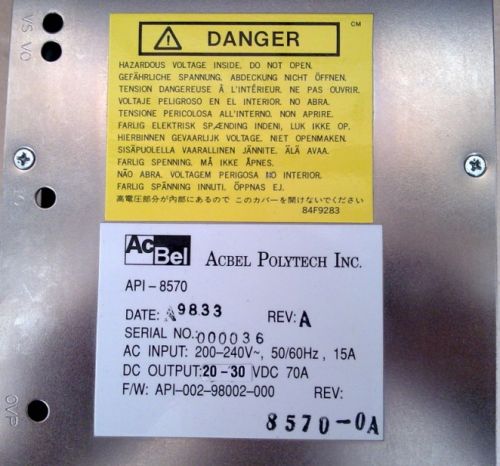 VS VO
CM
DANGER
HAZARDOUS VOLTAGE INSIDE. DO NOT OPEN.
GEFÄHRLICHE SPANNUNG. ABDECKUNG NICHT ÖFFNEN.
TENSION DANGEREUSE À L'INTÉRIEUR. NE PAS OUVRIR.
VOLTAJE PELIGROSO EN EL INTERIOR. NO ABRA.
TENSIONE PERICOLOSA ALL'INTERNO. NON APRIRE.
FARLIG ELEKTRISK SPÆNDING INDENI, LUK IKKE OP.
HIERBINNEN GEVAARLIJK VOLTAGE. NIET OPENMAKEN.
SISÄPUOLELLA VAARALLINEN JÄNNITE. ÄLÄ AVAA.
FARLIG SPENNING. MÅ IKKE ÅPNES.
NÃO ABRA. VOLTAGEM PERIGOSA NO INTERIOR.
FARLIG SPÄNNING INNUTI. ÖPPNAS EJ.
高電圧部分が内部にあるので このカバーを開けないでください
84F9283
AcBel ACBEL POLYTECH INC.
API-8570
DATE: A9833 REV: A
SERIAL NO.: 000036
AC INPUT: 200-240V~, 50/60Hz, 15A
DC OUTPUT: 20-30 VDC 70A
F/W: API-002-98002-000 REV:
8570-0A
OVP